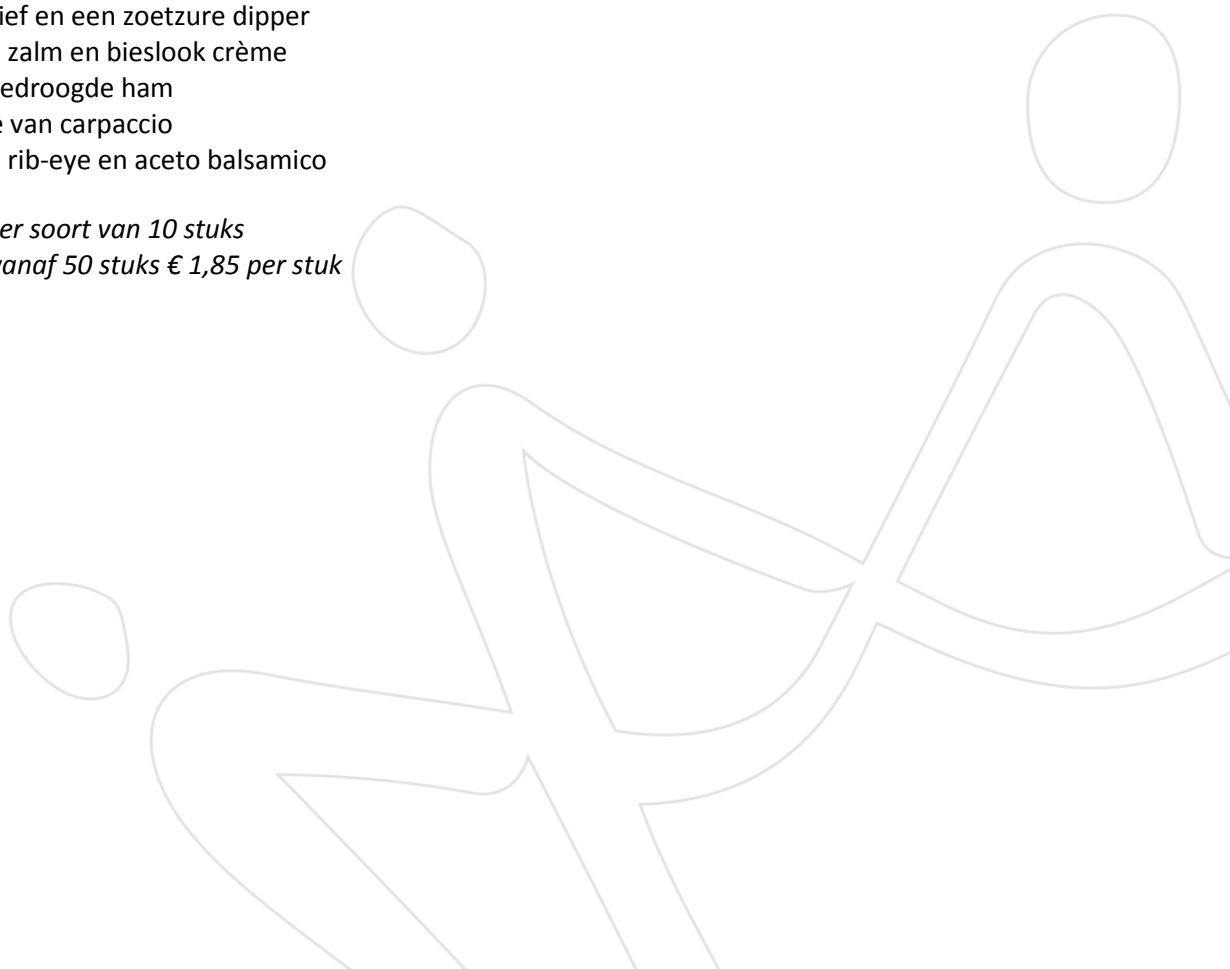 ief en een zoetzure dipper
zalm en bieslook crème
edroogde ham
e van carpaccio
rib-eye en aceto balsamico
er soort van 10 stuks
vanaf 50 stuks € 1,85 per stuk